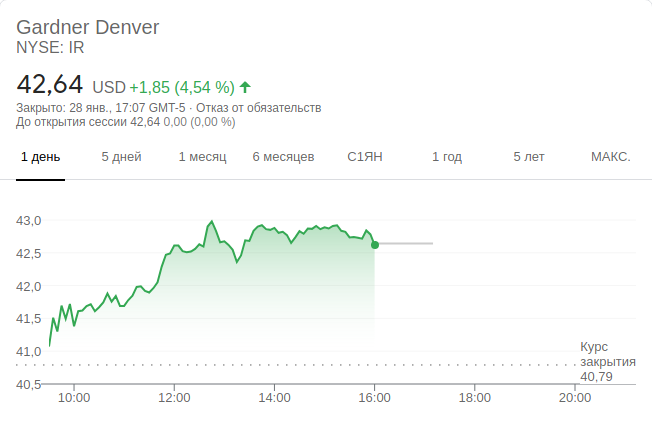 Gardner Denver
NYSE: IR
42,64 USD +1,85 (4,54 %)
Закрыто: 28 янв., 17:07 GMT-5 · Отказ от обязательств
До открытия сессии 42,64 0,00 (0,00 %)
1 день 5 дней 1 месяц 6 месяцев С1ЯН 1 год 5 лет МАКС.
43,0
42,5
42,0
41,5
41,0
40,5
Курс
закрытия
40,79
10:00 12:00 14:00 16:00 18:00 20:00